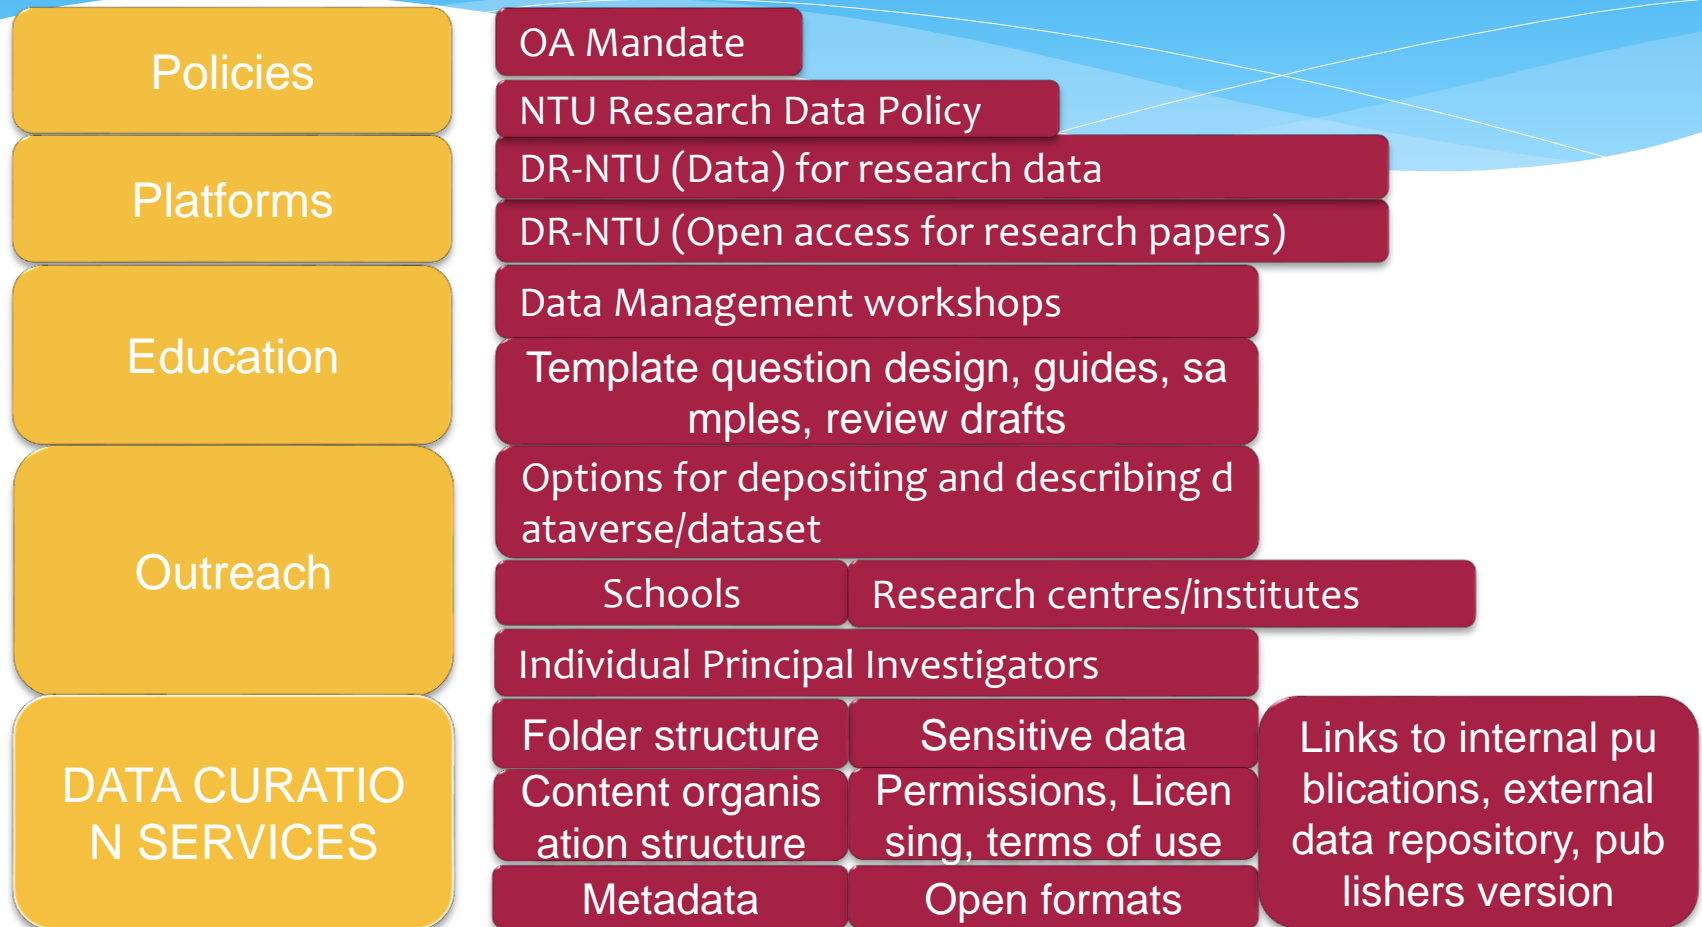 Policies
OA Mandate
NTU Research Data Policy
Platforms
DR-NTU (Data) for research data
DR-NTU (Open access for research papers)
Education
Data Management workshops
Template question design, guides, sa
mples, review drafts
Outreach
Options for depositing and describing d
ataverse/dataset
Schools
Research centres/institutes
Individual Principal Investigators
DATA CURATIO
N SERVICES
Folder structure
Sensitive data
Content organis
ation structure
Permissions, Licen
sing, terms of use
Metadata
Open formats
Links to internal pu
blications, external
data repository, pub
lishers version